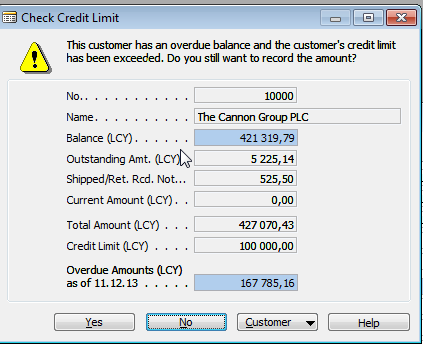 Check Credit Limit
This customer has an overdue balance and the customer's credit limit
has been exceeded. Do you still want to record the amount?
No. . . . . . . . . . . . 10000
Name. . . . . . . . . . . The Cannon Group PLC
Balance (LCY) . . . . . . 421 319,79
Outstanding Amt. (LCY) 5 225,14
Shipped/Ret. Rcd. Not... 525,50
Current Amount (LCY) . . 0,00
Total Amount (LCY) . . . 427 070,43
Credit Limit (LCY) . . . . 100 000,00
Overdue Amounts (LCY)
as of 11.12.13 . . . . . 167 785,16
Yes No Customer Help